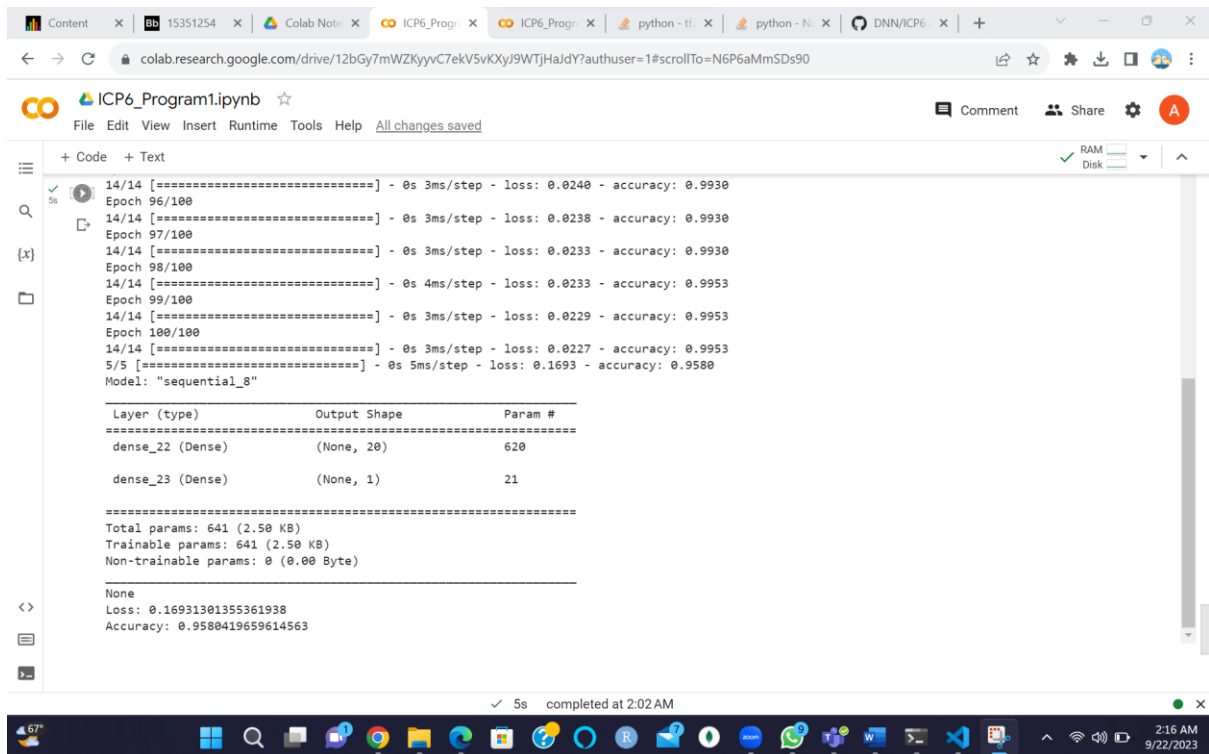 Content
Bb 15351254
Colab Note
ICP6_Progr
ICP6_Progr
python - tf.
python - N
DNN/ICP6
colab.research.google.com/drive/12bGy7mWZKyyvC7ekV5vKXyJ9WTjHaJdY?authuser=1#scrollTo=N6P6aMmSDs90
ICP6_Program1.ipynb
Comment
Share
A
File Edit View Insert Runtime Tools Help All changes saved
+ Code + Text
RAM
Disk
5s
{x}
14/14 [==============================] - 0s 3ms/step - loss: 0.0240 - accuracy: 0.9930
Epoch 96/100
14/14 [==============================] - 0s 3ms/step - loss: 0.0238 - accuracy: 0.9930
Epoch 97/100
14/14 [==============================] - 0s 3ms/step - loss: 0.0233 - accuracy: 0.9930
Epoch 98/100
14/14 [==============================] - 0s 4ms/step - loss: 0.0233 - accuracy: 0.9953
Epoch 99/100
14/14 [==============================] - 0s 3ms/step - loss: 0.0229 - accuracy: 0.9953
Epoch 100/100
14/14 [==============================] - 0s 3ms/step - loss: 0.0227 - accuracy: 0.9953
5/5 [==============================] - 0s 5ms/step - loss: 0.1693 - accuracy: 0.9580
Model: "sequential_8"
_________________________________________________________________
Layer (type) Output Shape Param #
=================================================================
dense_22 (Dense) (None, 20) 620
dense_23 (Dense) (None, 1) 21
=================================================================
Total params: 641 (2.50 KB)
Trainable params: 641 (2.50 KB)
Non-trainable params: 0 (0.00 Byte)
_________________________________________________________________
None
Loss: 0.16931301355361938
Accuracy: 0.9580419659614563
5s completed at 2:02 AM
67°
zoom
2:16 AM
9/22/2023